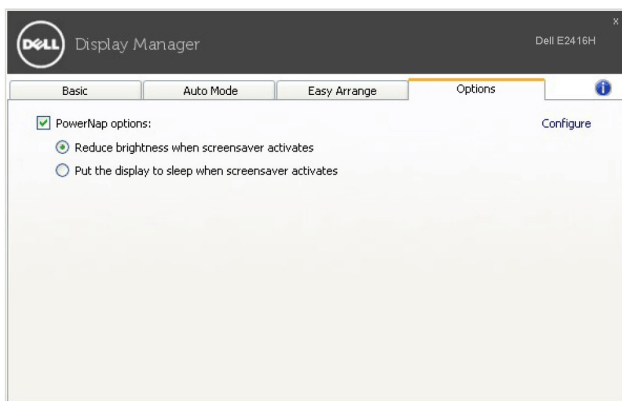 DELL
Display Manager
Dell E2416H
x
Basic
Auto Mode
Easy Arrange
Options
i
PowerNap options:
Configure
Reduce brightness when screensaver activates
Put the display to sleep when screensaver activates